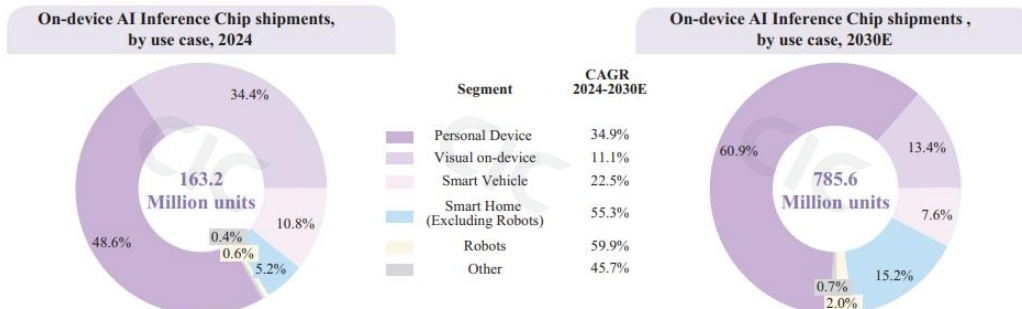 On-device AI Inference Chip shipments,
by use case, 2024
34.4%
163.2
Million units
10.8%
0.4%
48.6%
0.6%
5.2%
Segment
CAGR
2024-2030E
Personal Device 34.9%
Visual on-device 11.1%
Smart Vehicle 22.5%
Smart Home
(Excluding Robots) 55.3%
Robots 59.9%
Other 45.7%
On-device AI Inference Chip shipments ,
by use case, 2030E
60.9%
13.4%
785.6
Million units
7.6%
15.2%
0.7%
2.0%
CIC
CIC
CIC